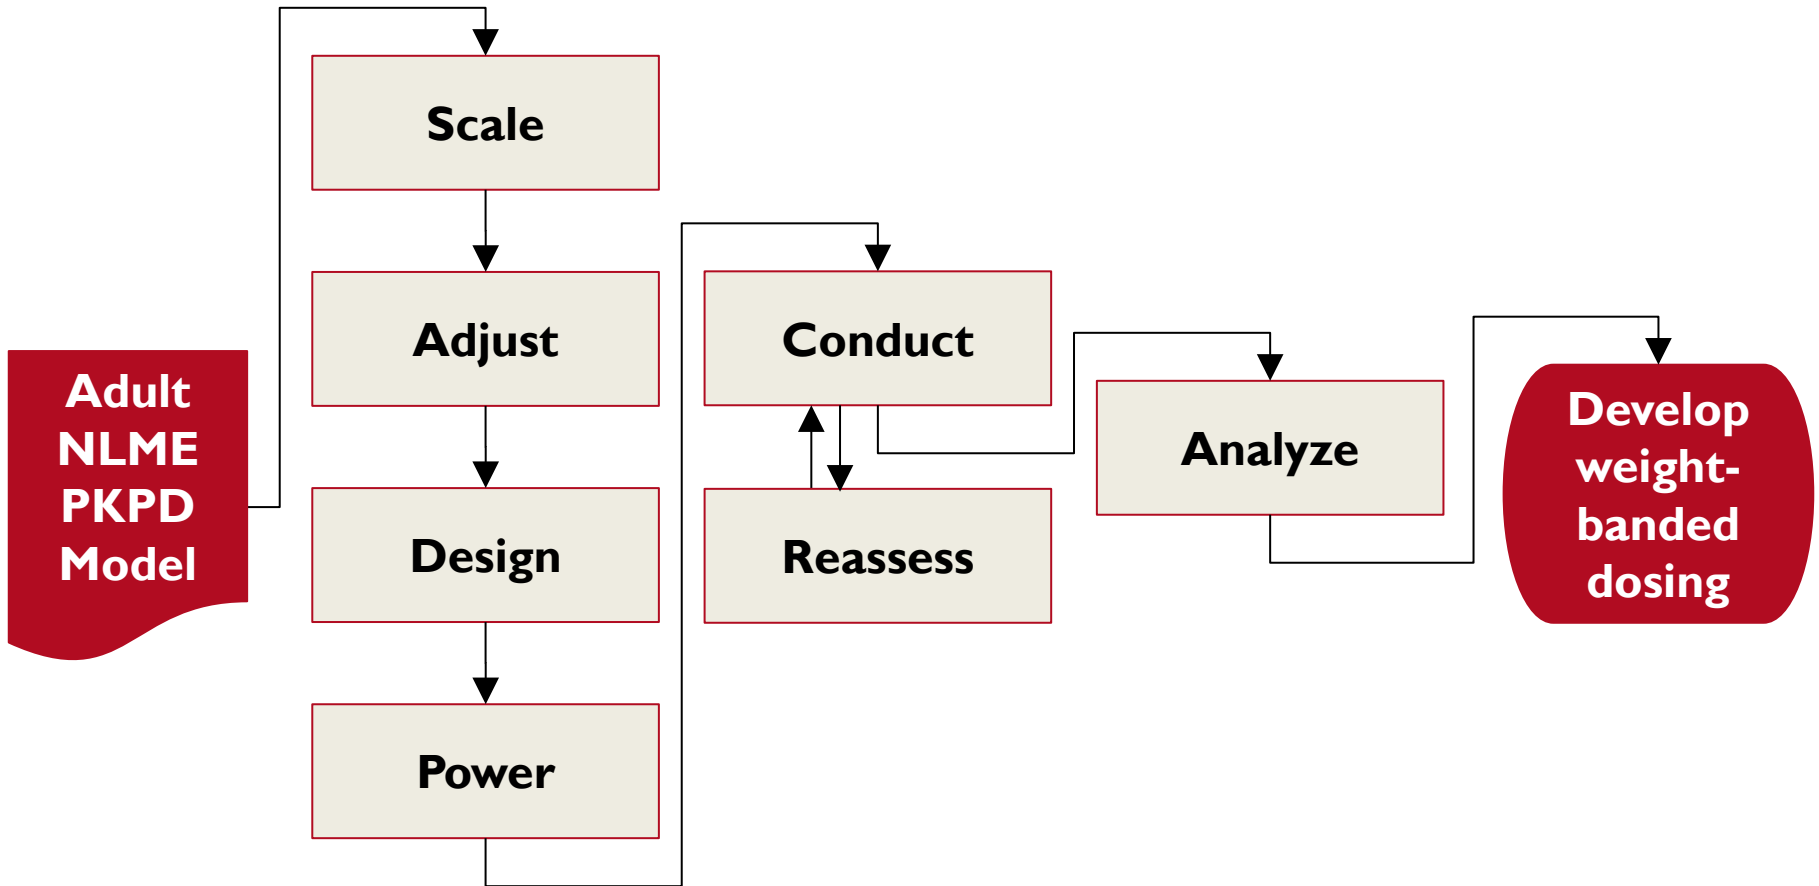 Adult
NLME
PKPD
Model
Scale
Adjust
Design
Power
Conduct
Reassess
Analyze
Develop
weight-
banded
dosing